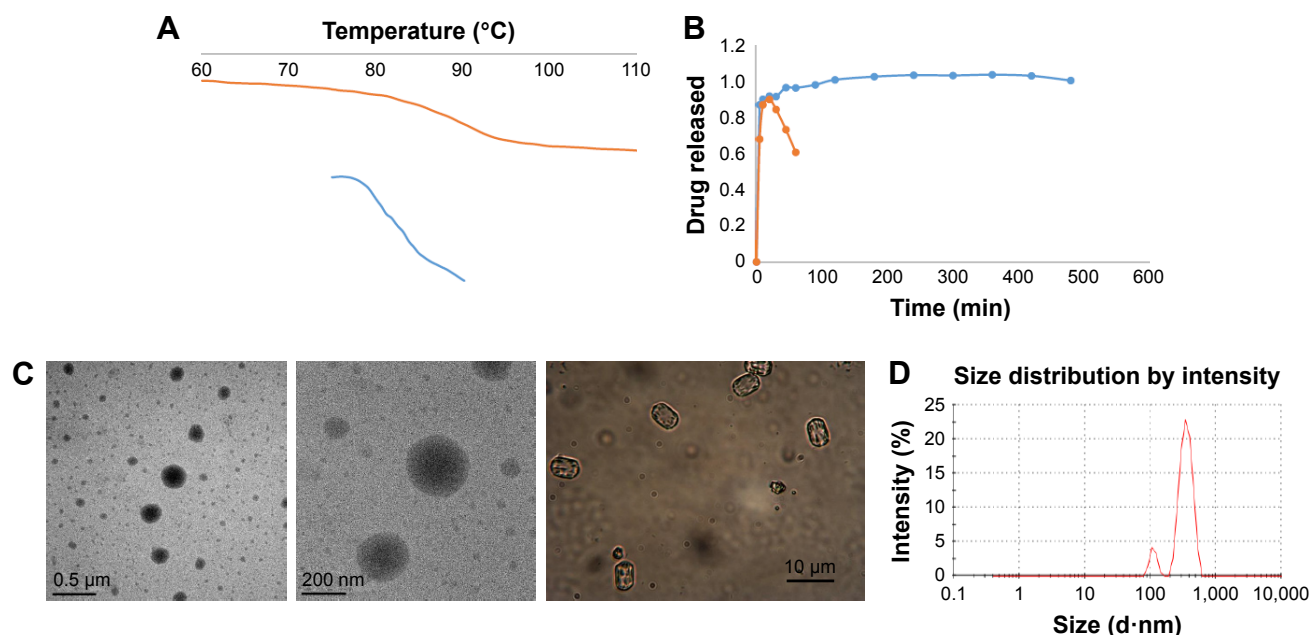 A
Temperature (°C)
60 70 80 90 100 110
B
1.2
1.0
0.8
0.6
0.4
0.2
0
Drug released
0 100 200 300 400 500 600
Time (min)
C
0.5 µm
200 nm
10 µm
D
Size distribution by intensity
25
20
15
10
5
0
Intensity (%)
0.1 1 10 100 1,000 10,000
Size (d·nm)